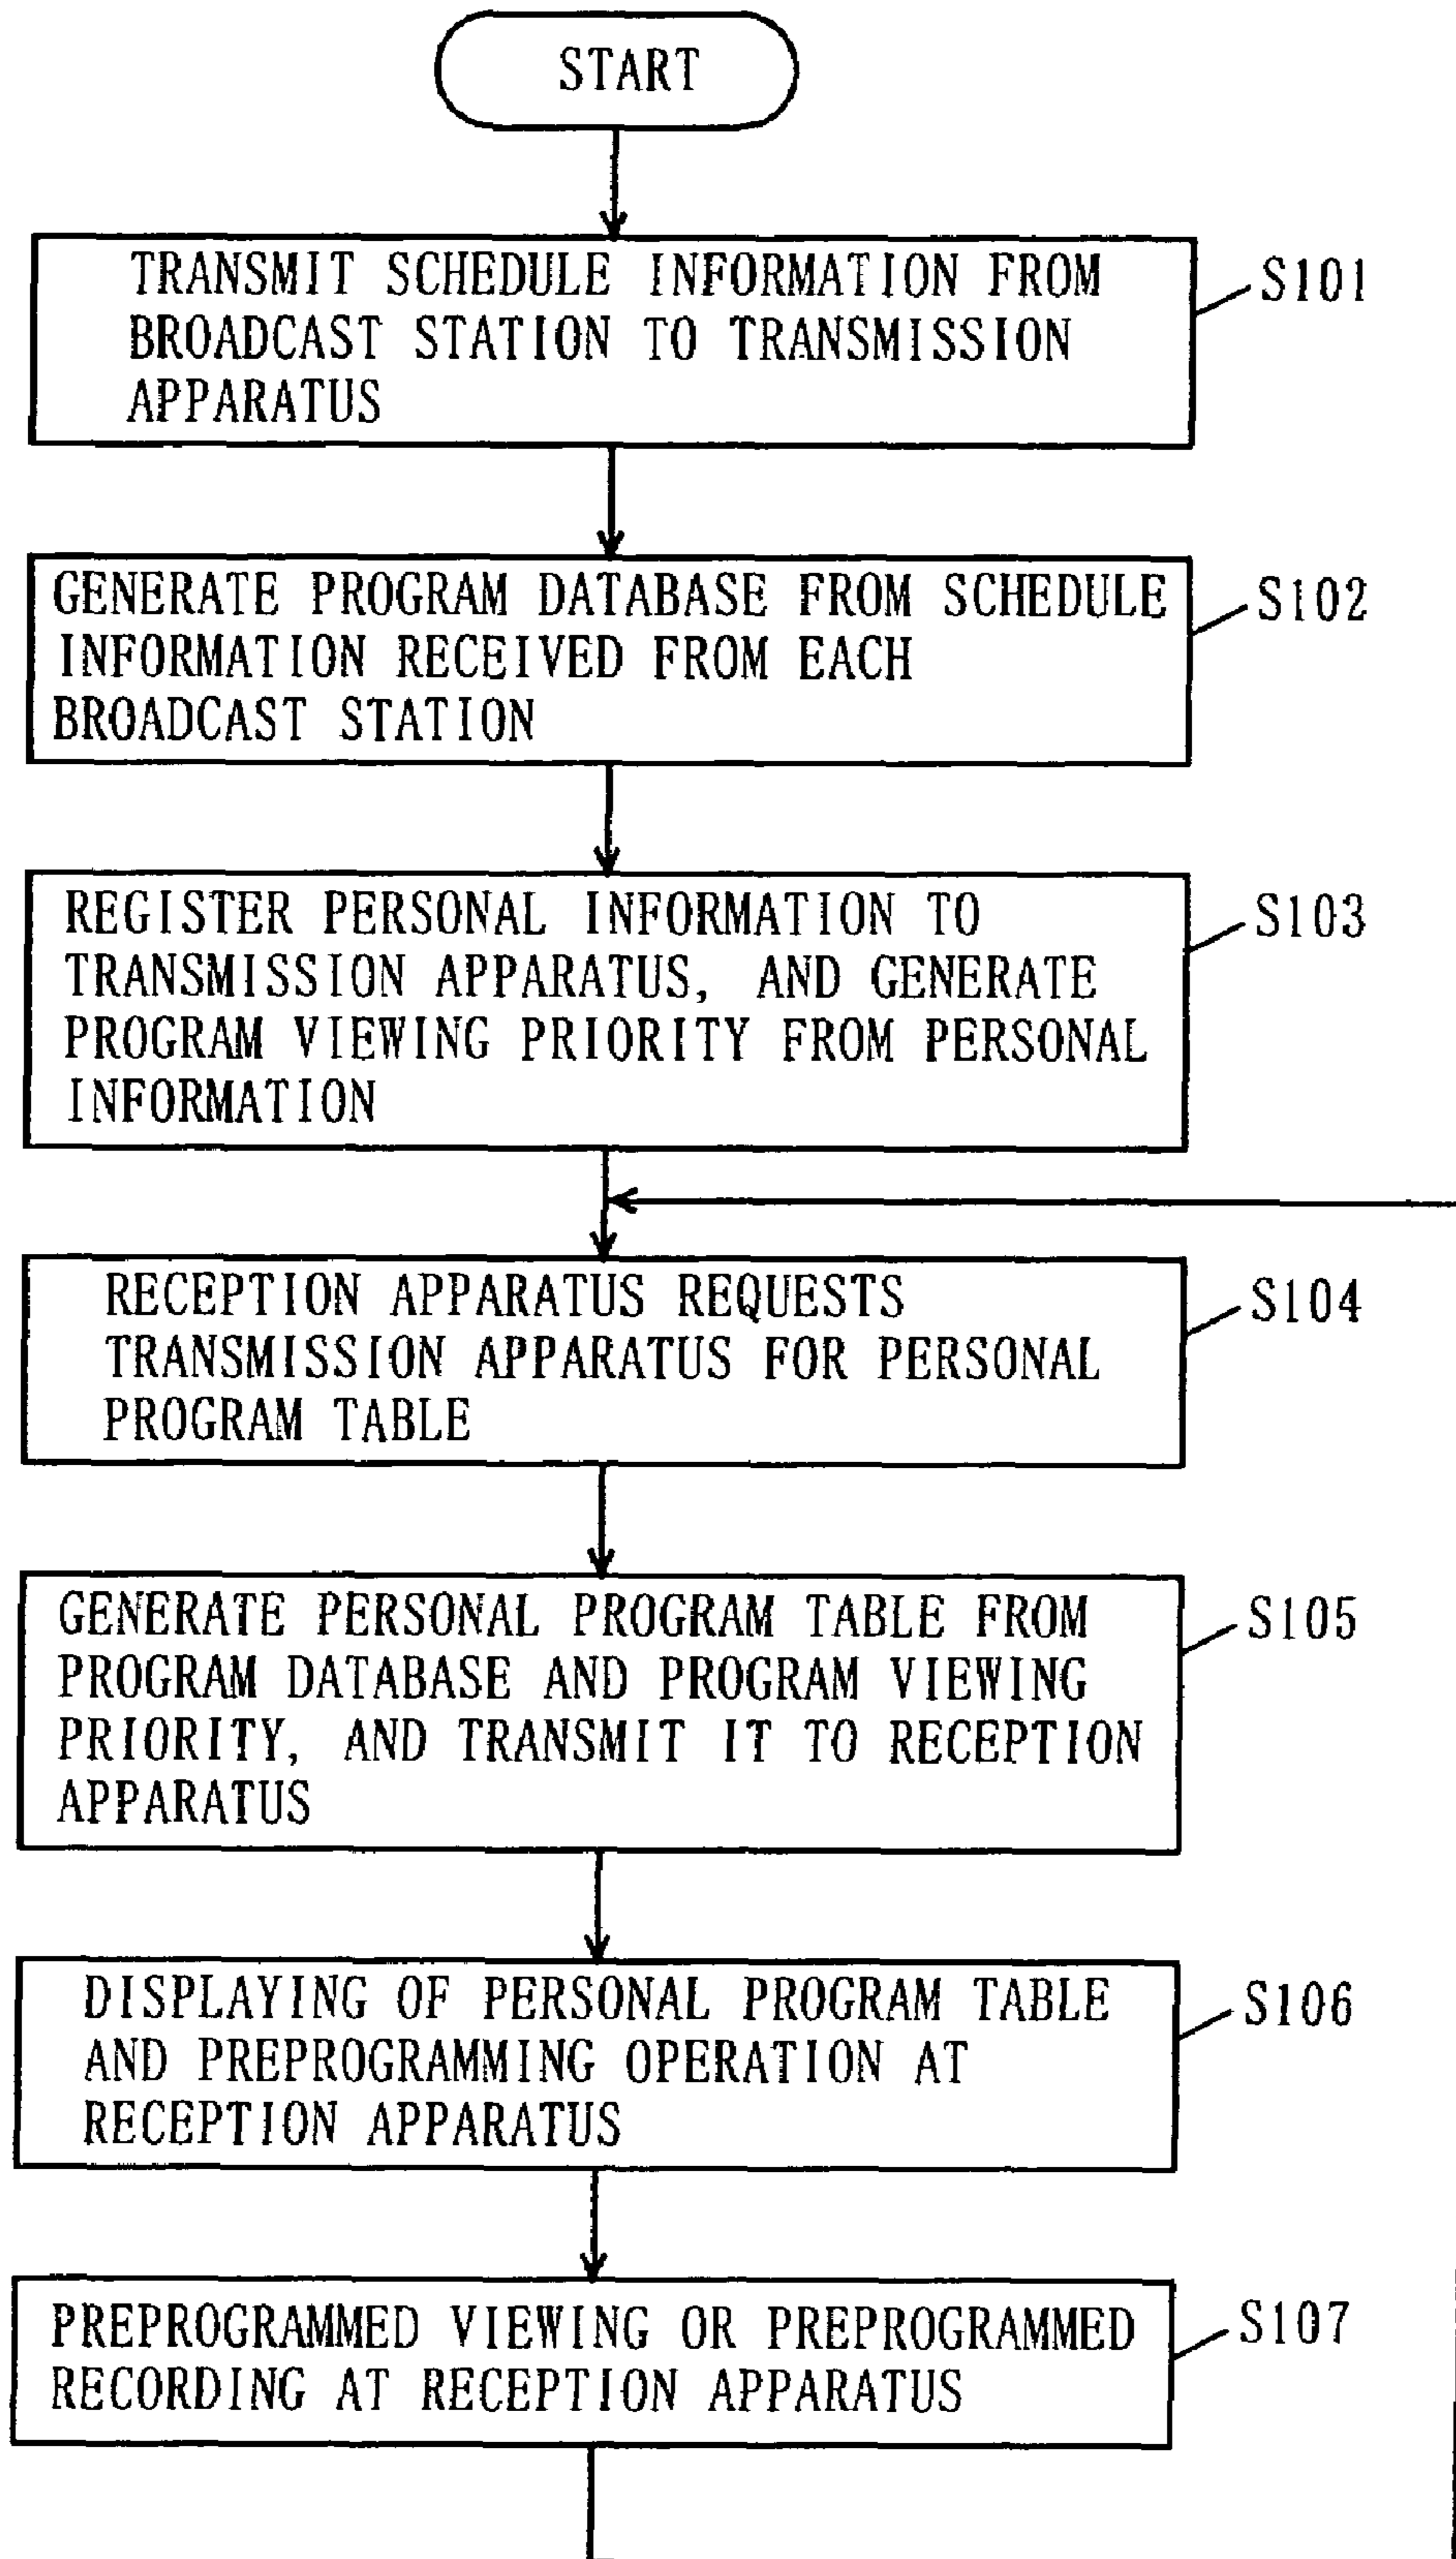 START
TRANSMIT SCHEDULE INFORMATION FROM
BROADCAST STATION TO TRANSMISSION
APPARATUS
S101
GENERATE PROGRAM DATABASE FROM SCHEDULE
INFORMATION RECEIVED FROM EACH
BROADCAST STATION
S102
REGISTER PERSONAL INFORMATION TO
TRANSMISSION APPARATUS, AND GENERATE
PROGRAM VIEWING PRIORITY FROM PERSONAL
INFORMATION
S103
RECEPTION APPARATUS REQUESTS
TRANSMISSION APPARATUS FOR PERSONAL
PROGRAM TABLE
S104
GENERATE PERSONAL PROGRAM TABLE FROM
PROGRAM DATABASE AND PROGRAM VIEWING
PRIORITY, AND TRANSMIT IT TO RECEPTION
APPARATUS
S105
DISPLAYING OF PERSONAL PROGRAM TABLE
AND PREPROGRAMMING OPERATION AT
RECEPTION APPARATUS
S106
PREPROGRAMMED VIEWING OR PREPROGRAMMED
RECORDING AT RECEPTION APPARATUS
S107